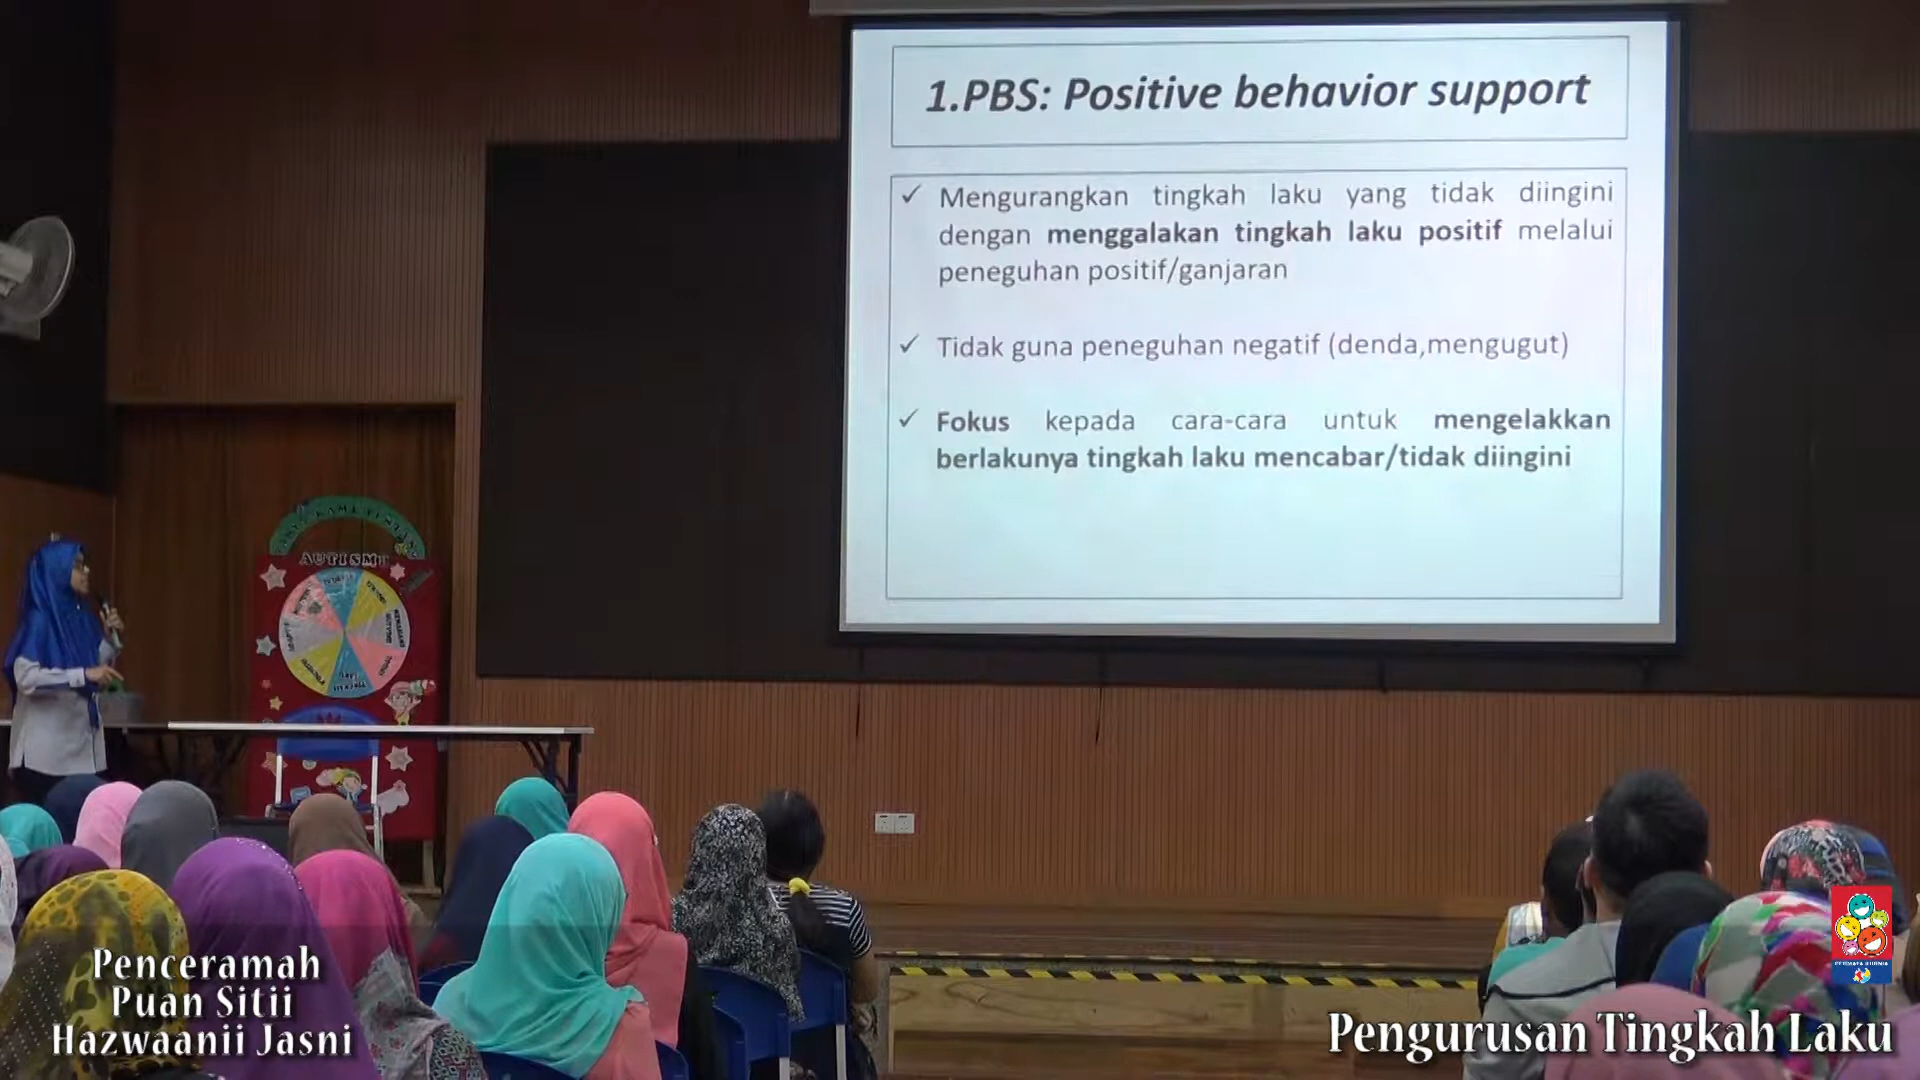 1.PBS: Positive behavior support
✓ Mengurangkan tingkah laku yang tidak diingini
dengan menggalakan tingkah laku positif melalui
peneguhan positif/ganjaran
✓ Tidak guna peneguhan negatif (denda,mengugut)
✓ Fokus kepada cara-cara untuk mengelakkan
berlakunya tingkah laku mencabar/tidak diingini
AUTISM
Penceramah
Puan Sitii
Hazwaanii Jasni
PERMATA KURNIA
Pengurusan Tingkah Laku